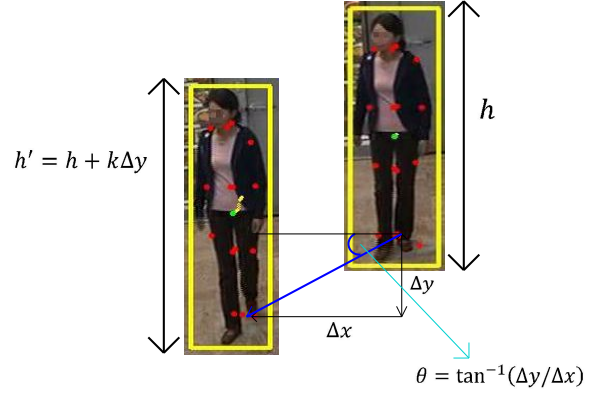 h
h′ = h + kΔy
Δy
Δx
θ = tan⁻¹(Δy/Δx)